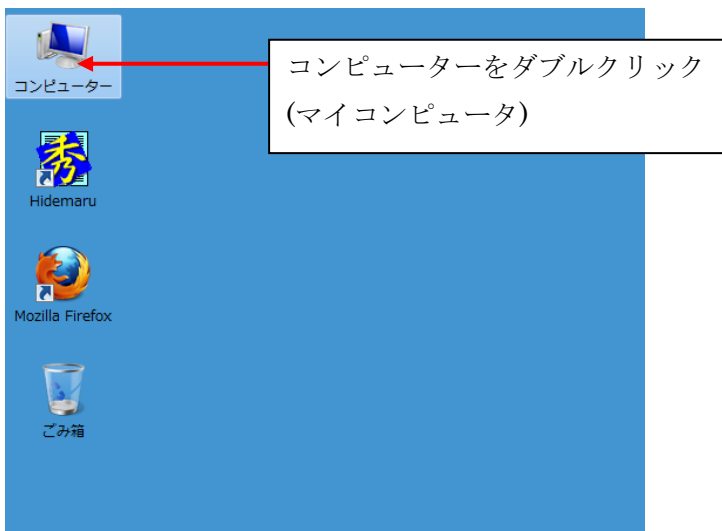 コンピューター
コンピューターをダブルクリック
(マイコンピュータ)
秀
Hidemaru
Mozilla Firefox
ごみ箱